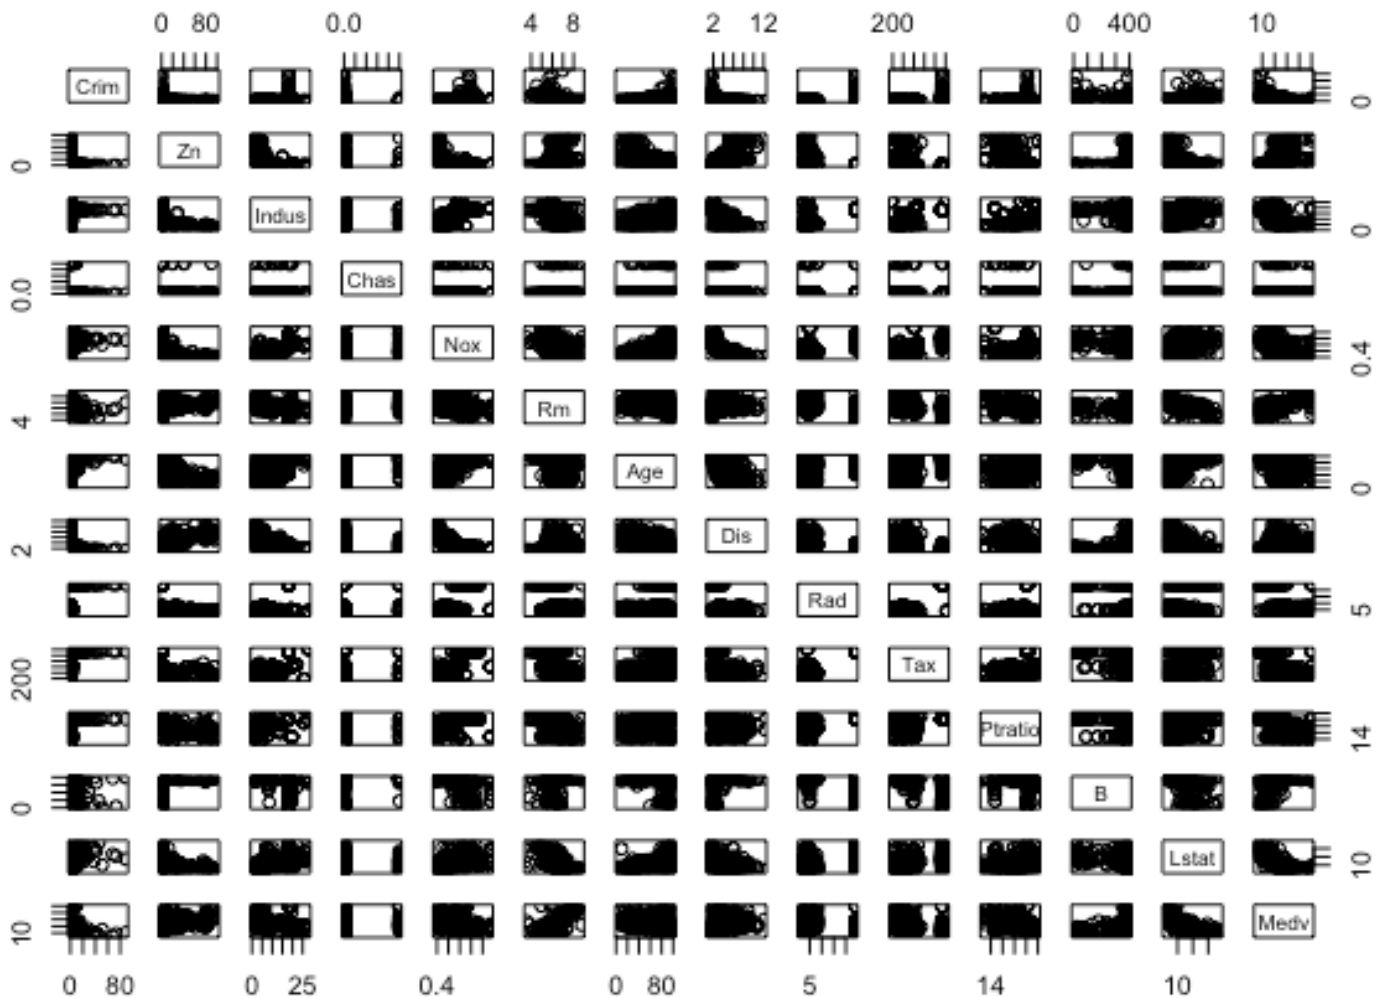 0 80 0.0 4 8 2 12 200 0 400 10
Crim 0
0 Zn
Indus 0
0.0 Chas
Nox 0.4
4 Rm
Age 0
2 Dis
Rad 5
200 Tax
Ptratio 14
0 B
Lstat 10
10 Medv
0 80 0 25 0.4 0 80 5 14 10